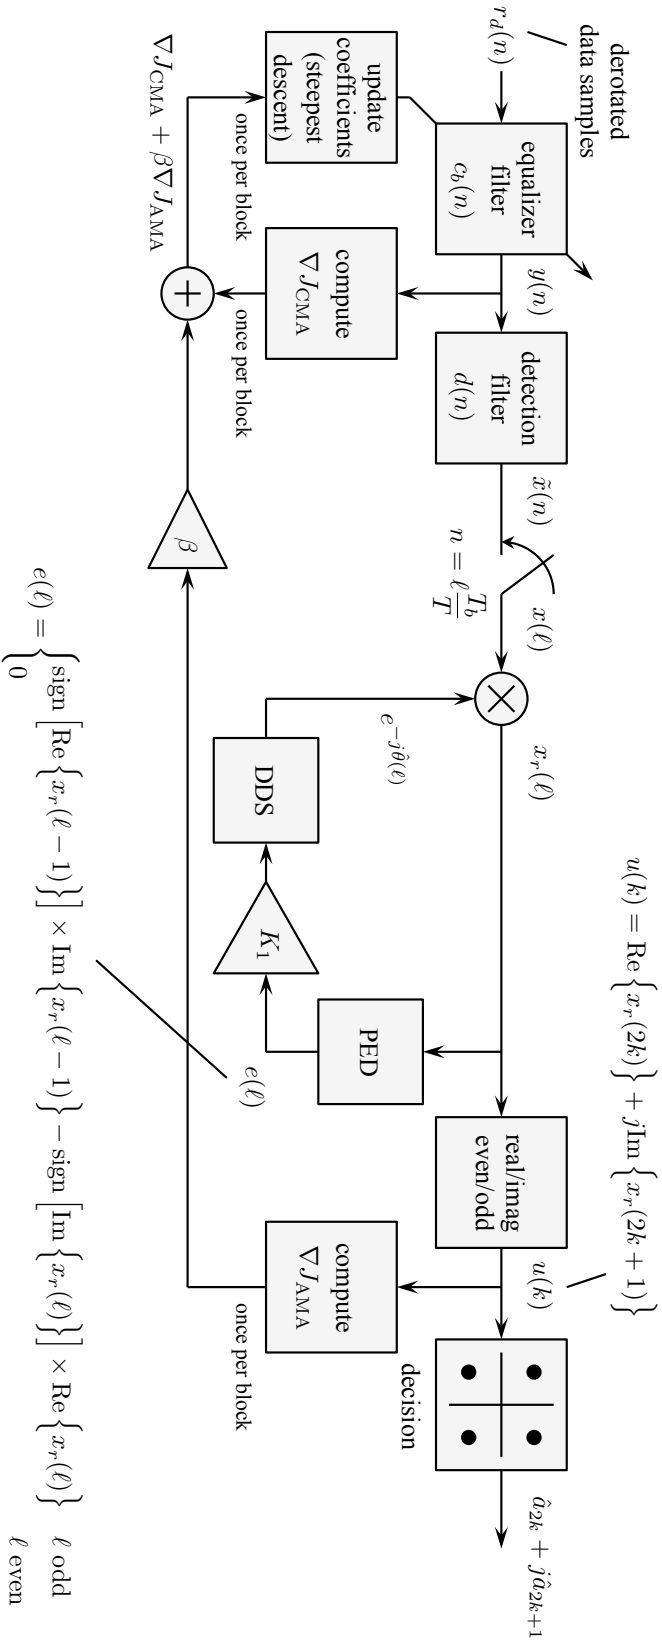 derotated
data samples
r_d(n)
equalizer
filter
c_b(n)
y(n)
detection
filter
d(n)
x̃(n)
n = ℓ T_b/T
x(ℓ)
x_r(ℓ)
u(k) = Re{x_r(2k)} + jIm{x_r(2k + 1)}
real/imag
even/odd
u(k)
decision
â_{2k} + jâ_{2k+1}
update
coefficients
(steepest
descent)
once per block
compute
∇J_CMA
once per block
e^{-jθ̂(ℓ)}
DDS
K_1
PED
e(ℓ)
compute
∇J_AMA
once per block
∇J_CMA + β∇J_AMA
+
β
e(ℓ) = { sign[Re{x_r(ℓ − 1)}] × Im{x_r(ℓ − 1)} − sign[Im{x_r(ℓ)}] × Re{x_r(ℓ)} ℓ odd
0 ℓ even